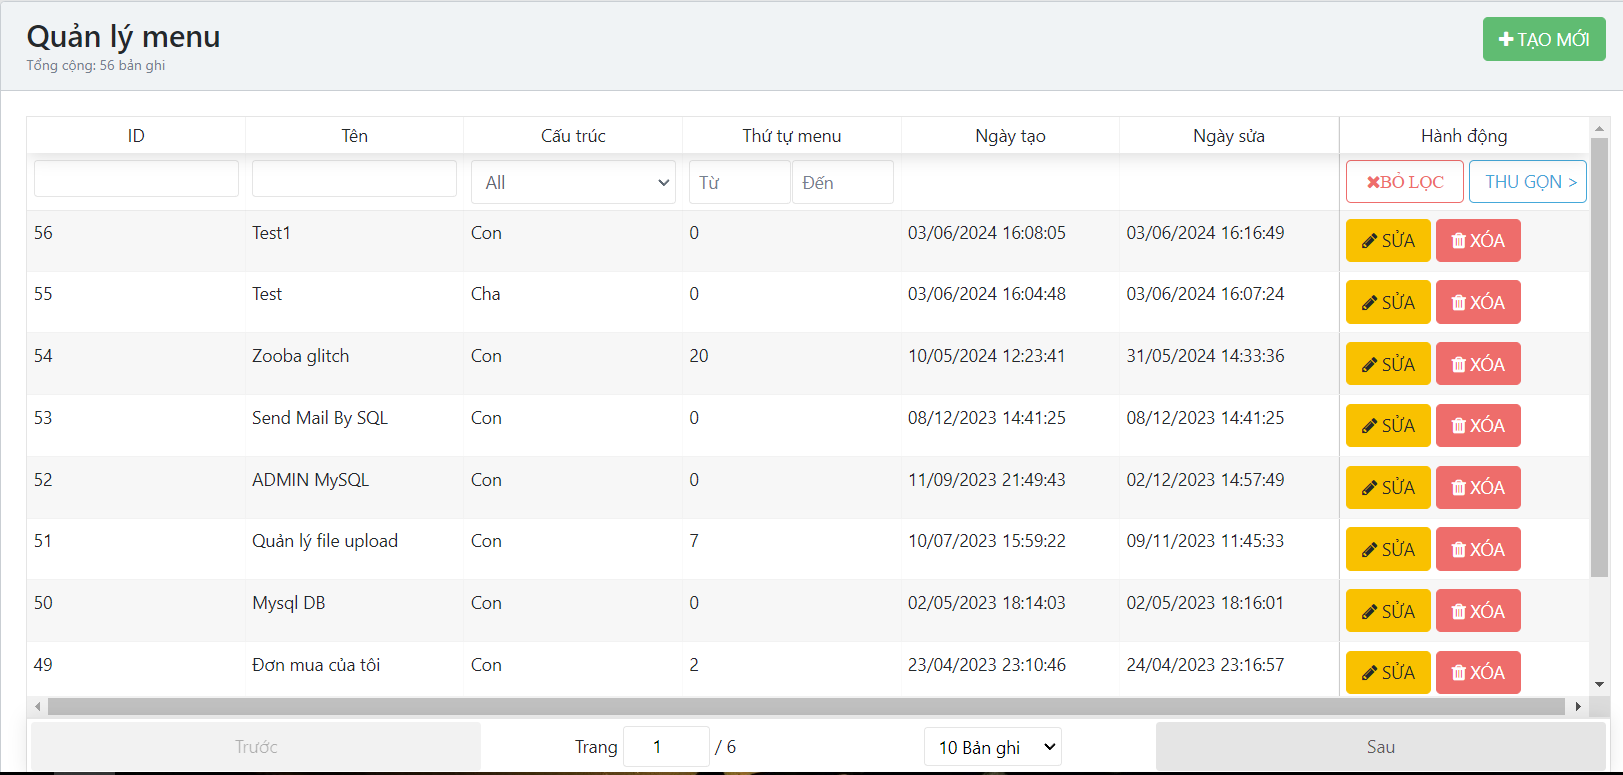 Quản lý menu
Tổng cộng: 56 bản ghi
TẠO MỚI
ID Tên Cấu trúc Thứ tự menu Ngày tạo Ngày sửa Hành động
All Từ Đến BỎ LỌC THU GỌN >
56 Test1 Con 0 03/06/2024 16:08:05 03/06/2024 16:16:49 SỬA XÓA
55 Test Cha 0 03/06/2024 16:04:48 03/06/2024 16:07:24 SỬA XÓA
54 Zooba glitch Con 20 10/05/2024 12:23:41 31/05/2024 14:33:36 SỬA XÓA
53 Send Mail By SQL Con 0 08/12/2023 14:41:25 08/12/2023 14:41:25 SỬA XÓA
52 ADMIN MySQL Con 0 11/09/2023 21:49:43 02/12/2023 14:57:49 SỬA XÓA
51 Quản lý file upload Con 7 10/07/2023 15:59:22 09/11/2023 11:45:33 SỬA XÓA
50 Mysql DB Con 0 02/05/2023 18:14:03 02/05/2023 18:16:01 SỬA XÓA
49 Đơn mua của tôi Con 2 23/04/2023 23:10:46 24/04/2023 23:16:57 SỬA XÓA
Trước Trang 1 / 6 10 Bản ghi Sau